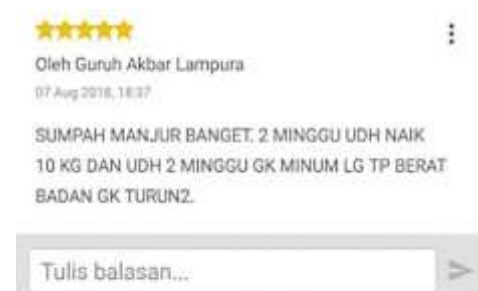 Oleh Guruh Akbar Lampura
07 Aug 2018, 18:37
SUMPAH MANJUR BANGET. 2 MINGGU UDH NAIK
10 KG DAN UDH 2 MINGGU GK MINUM LG TP BERAT
BADAN GK TURUN2.
Tulis balasan...